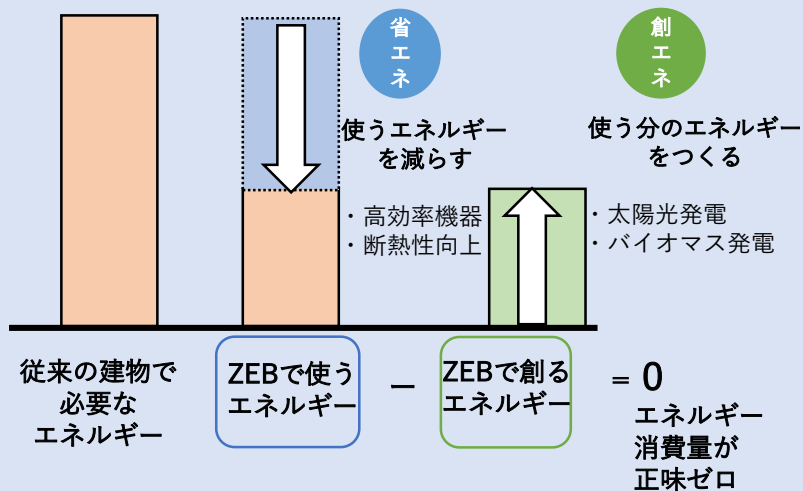 省エネ
使うエネルギー
を減らす
・高効率機器
・断熱性向上
創エネ
使う分のエネルギー
をつくる
・太陽光発電
・バイオマス発電
従来の建物で
必要な
エネルギー
ZEBで使う
エネルギー
−
ZEBで創る
エネルギー
= 0
エネルギー
消費量が
正味ゼロ